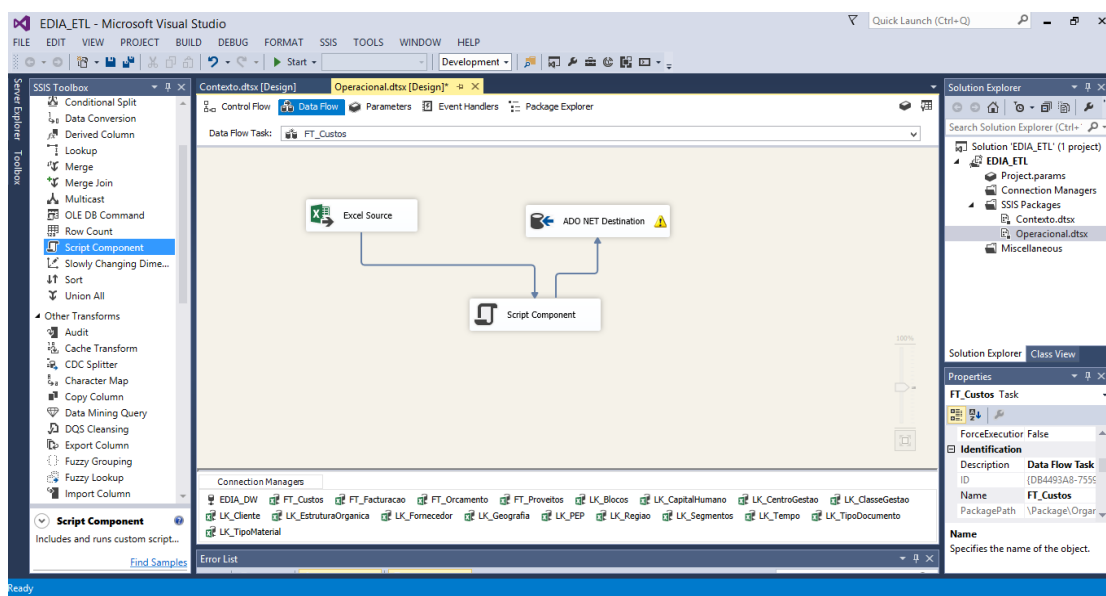 EDIA_ETL - Microsoft Visual Studio
Quick Launch (Ctrl+Q)
FILE EDIT VIEW PROJECT BUILD DEBUG FORMAT SSIS TOOLS WINDOW HELP
Start
Development
Server Explorer
Toolbox
SSIS Toolbox
Conditional Split
Data Conversion
Derived Column
Lookup
Merge
Merge Join
Multicast
OLE DB Command
Row Count
Script Component
Slowly Changing Dime...
Sort
Union All
Other Transforms
Audit
Cache Transform
CDC Splitter
Character Map
Copy Column
Data Mining Query
DQS Cleansing
Export Column
Fuzzy Grouping
Fuzzy Lookup
Import Column
Script Component
Includes and runs custom script...
Find Samples
Contexto.dtsx [Design] Operacional.dtsx [Design]*
Control Flow Data Flow Parameters Event Handlers Package Explorer
Data Flow Task: FT_Custos
Excel Source
ADO NET Destination
Script Component
100%
Connection Managers
EDIA_DW FT_Custos FT_Facturacao FT_Orcamento FT_Proveitos LK_Blocos LK_CapitalHumano LK_CentroGestao LK_ClasseGestao
LK_Cliente LK_EstruturaOrganica LK_Fornecedor LK_Geografia LK_PEP LK_Regiao LK_Segmentos LK_Tempo LK_TipoDocumento
LK_TipoMaterial
Error List
Solution Explorer
Search Solution Explorer (Ctrl+
Solution 'EDIA_ETL' (1 project)
EDIA_ETL
Project.params
Connection Managers
SSIS Packages
Contexto.dtsx
Operacional.dtsx
Miscellaneous
Solution Explorer Class View
Properties
FT_Custos Task
ForceExecution False
Identification
Description Data Flow Task
ID {DB4493A8-7559
Name FT_Custos
PackagePath \Package\Organ
Name
Specifies the name of the object.
Ready